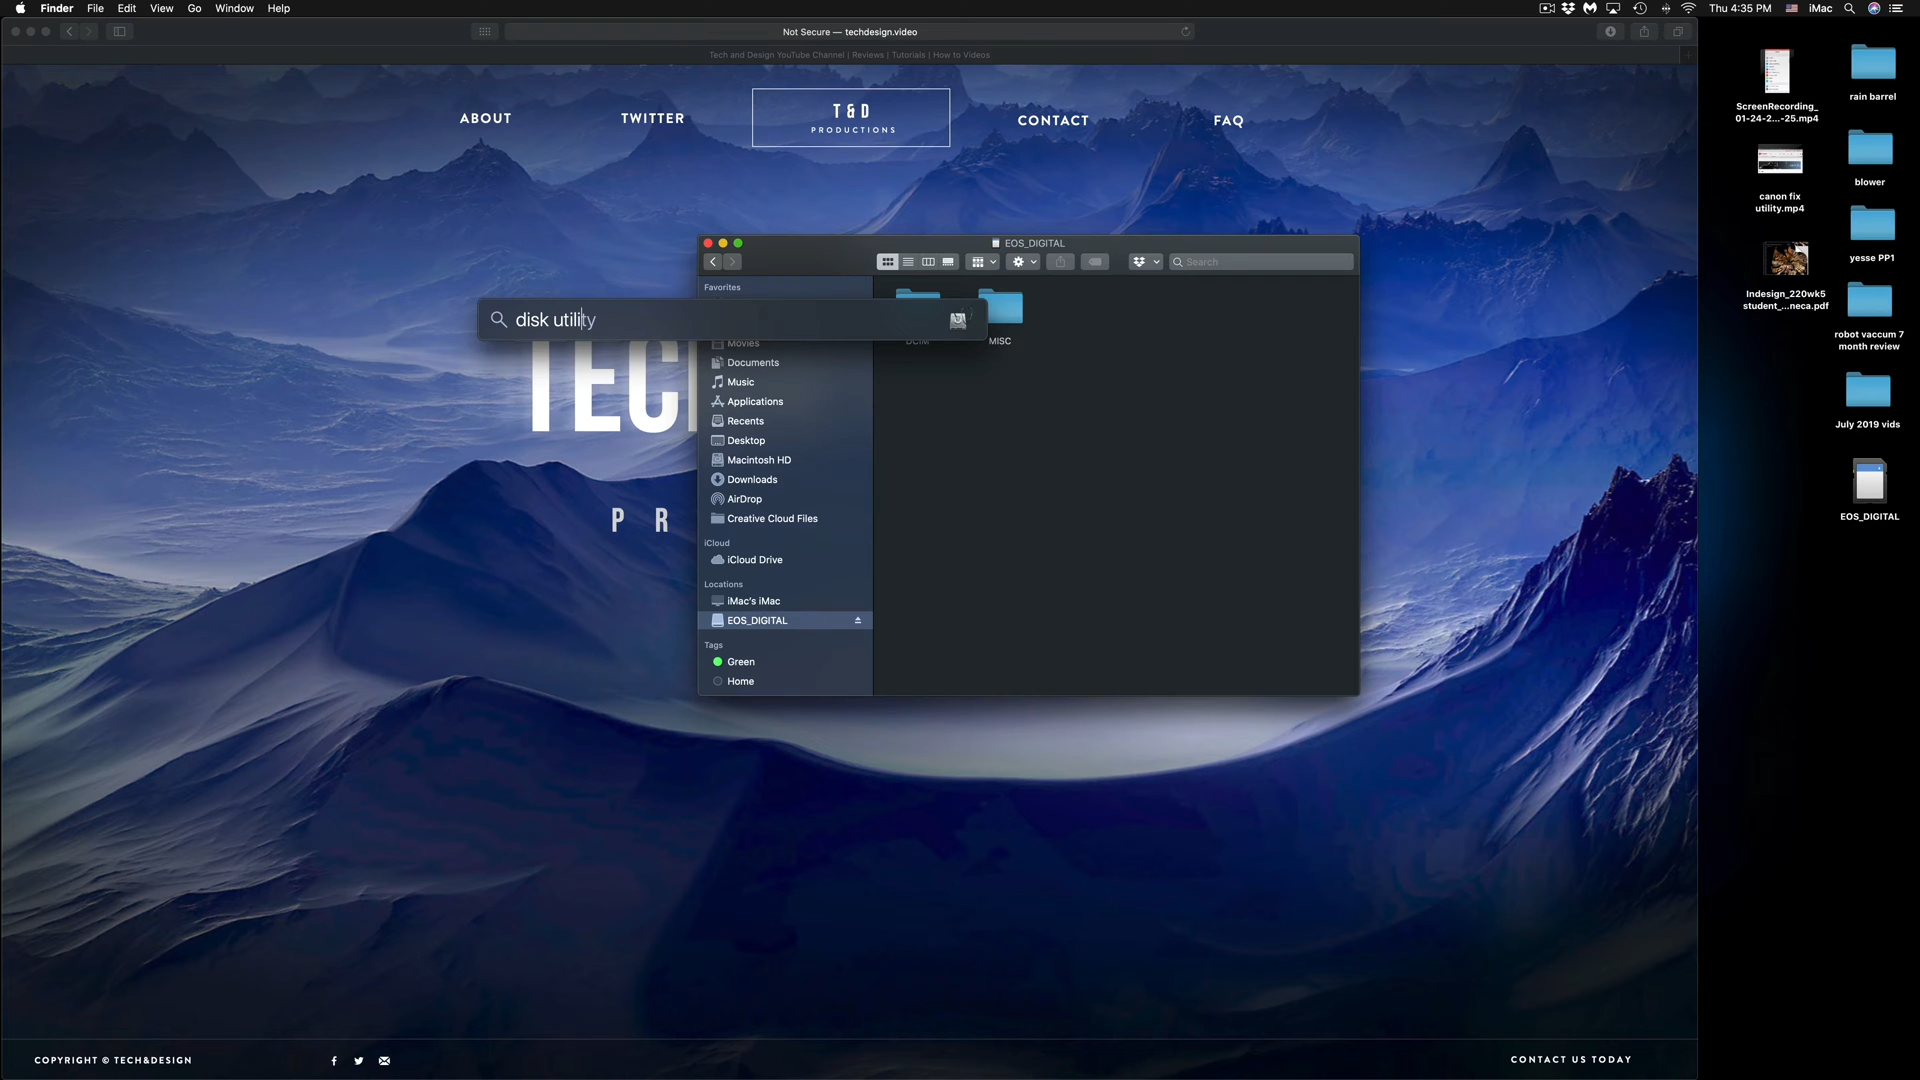 Finder File Edit View Go Window Help
Thu 4:35 PM iMac
Not Secure — techdesign.video
Tech and Design YouTube Channel | Reviews | Tutorials | How to Videos
ABOUT
TWITTER
T & D
PRODUCTIONS
CONTACT
FAQ
EOS_DIGITAL
Search
Favorites
disk utility
Movies
Documents
Music
Applications
Recents
Desktop
Macintosh HD
Downloads
AirDrop
Creative Cloud Files
iCloud
iCloud Drive
Locations
iMac's iMac
EOS_DIGITAL
Tags
Green
Home
DCIM
MISC
TECH
P R
ScreenRecording_
01-24-2...-25.mp4
rain barrel
canon fix
utility.mp4
blower
yesse PP1
Indesign_220wk5
student_...neca.pdf
robot vaccum 7
month review
July 2019 vids
EOS_DIGITAL
COPYRIGHT © TECH&DESIGN
CONTACT US TODAY